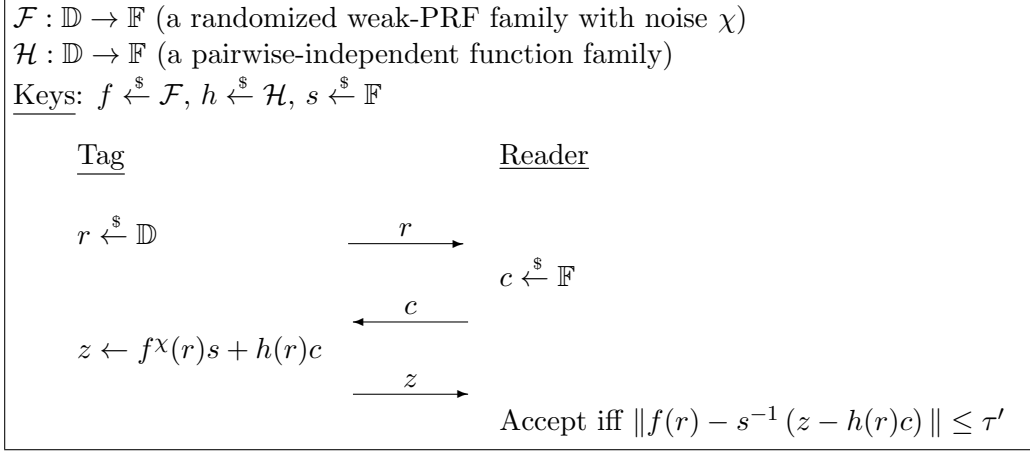 𝓕 : 𝔻 → 𝔽 (a randomized weak-PRF family with noise χ)
𝓗 : 𝔻 → 𝔽 (a pairwise-independent function family)
Keys: f ←$ 𝓕, h ←$ 𝓗, s ←$ 𝔽
Tag Reader
r ←$ 𝔻
r
c ←$ 𝔽
c
z ← f^χ(r)s + h(r)c
z
Accept iff ‖f(r) − s⁻¹ (z − h(r)c) ‖ ≤ τ′